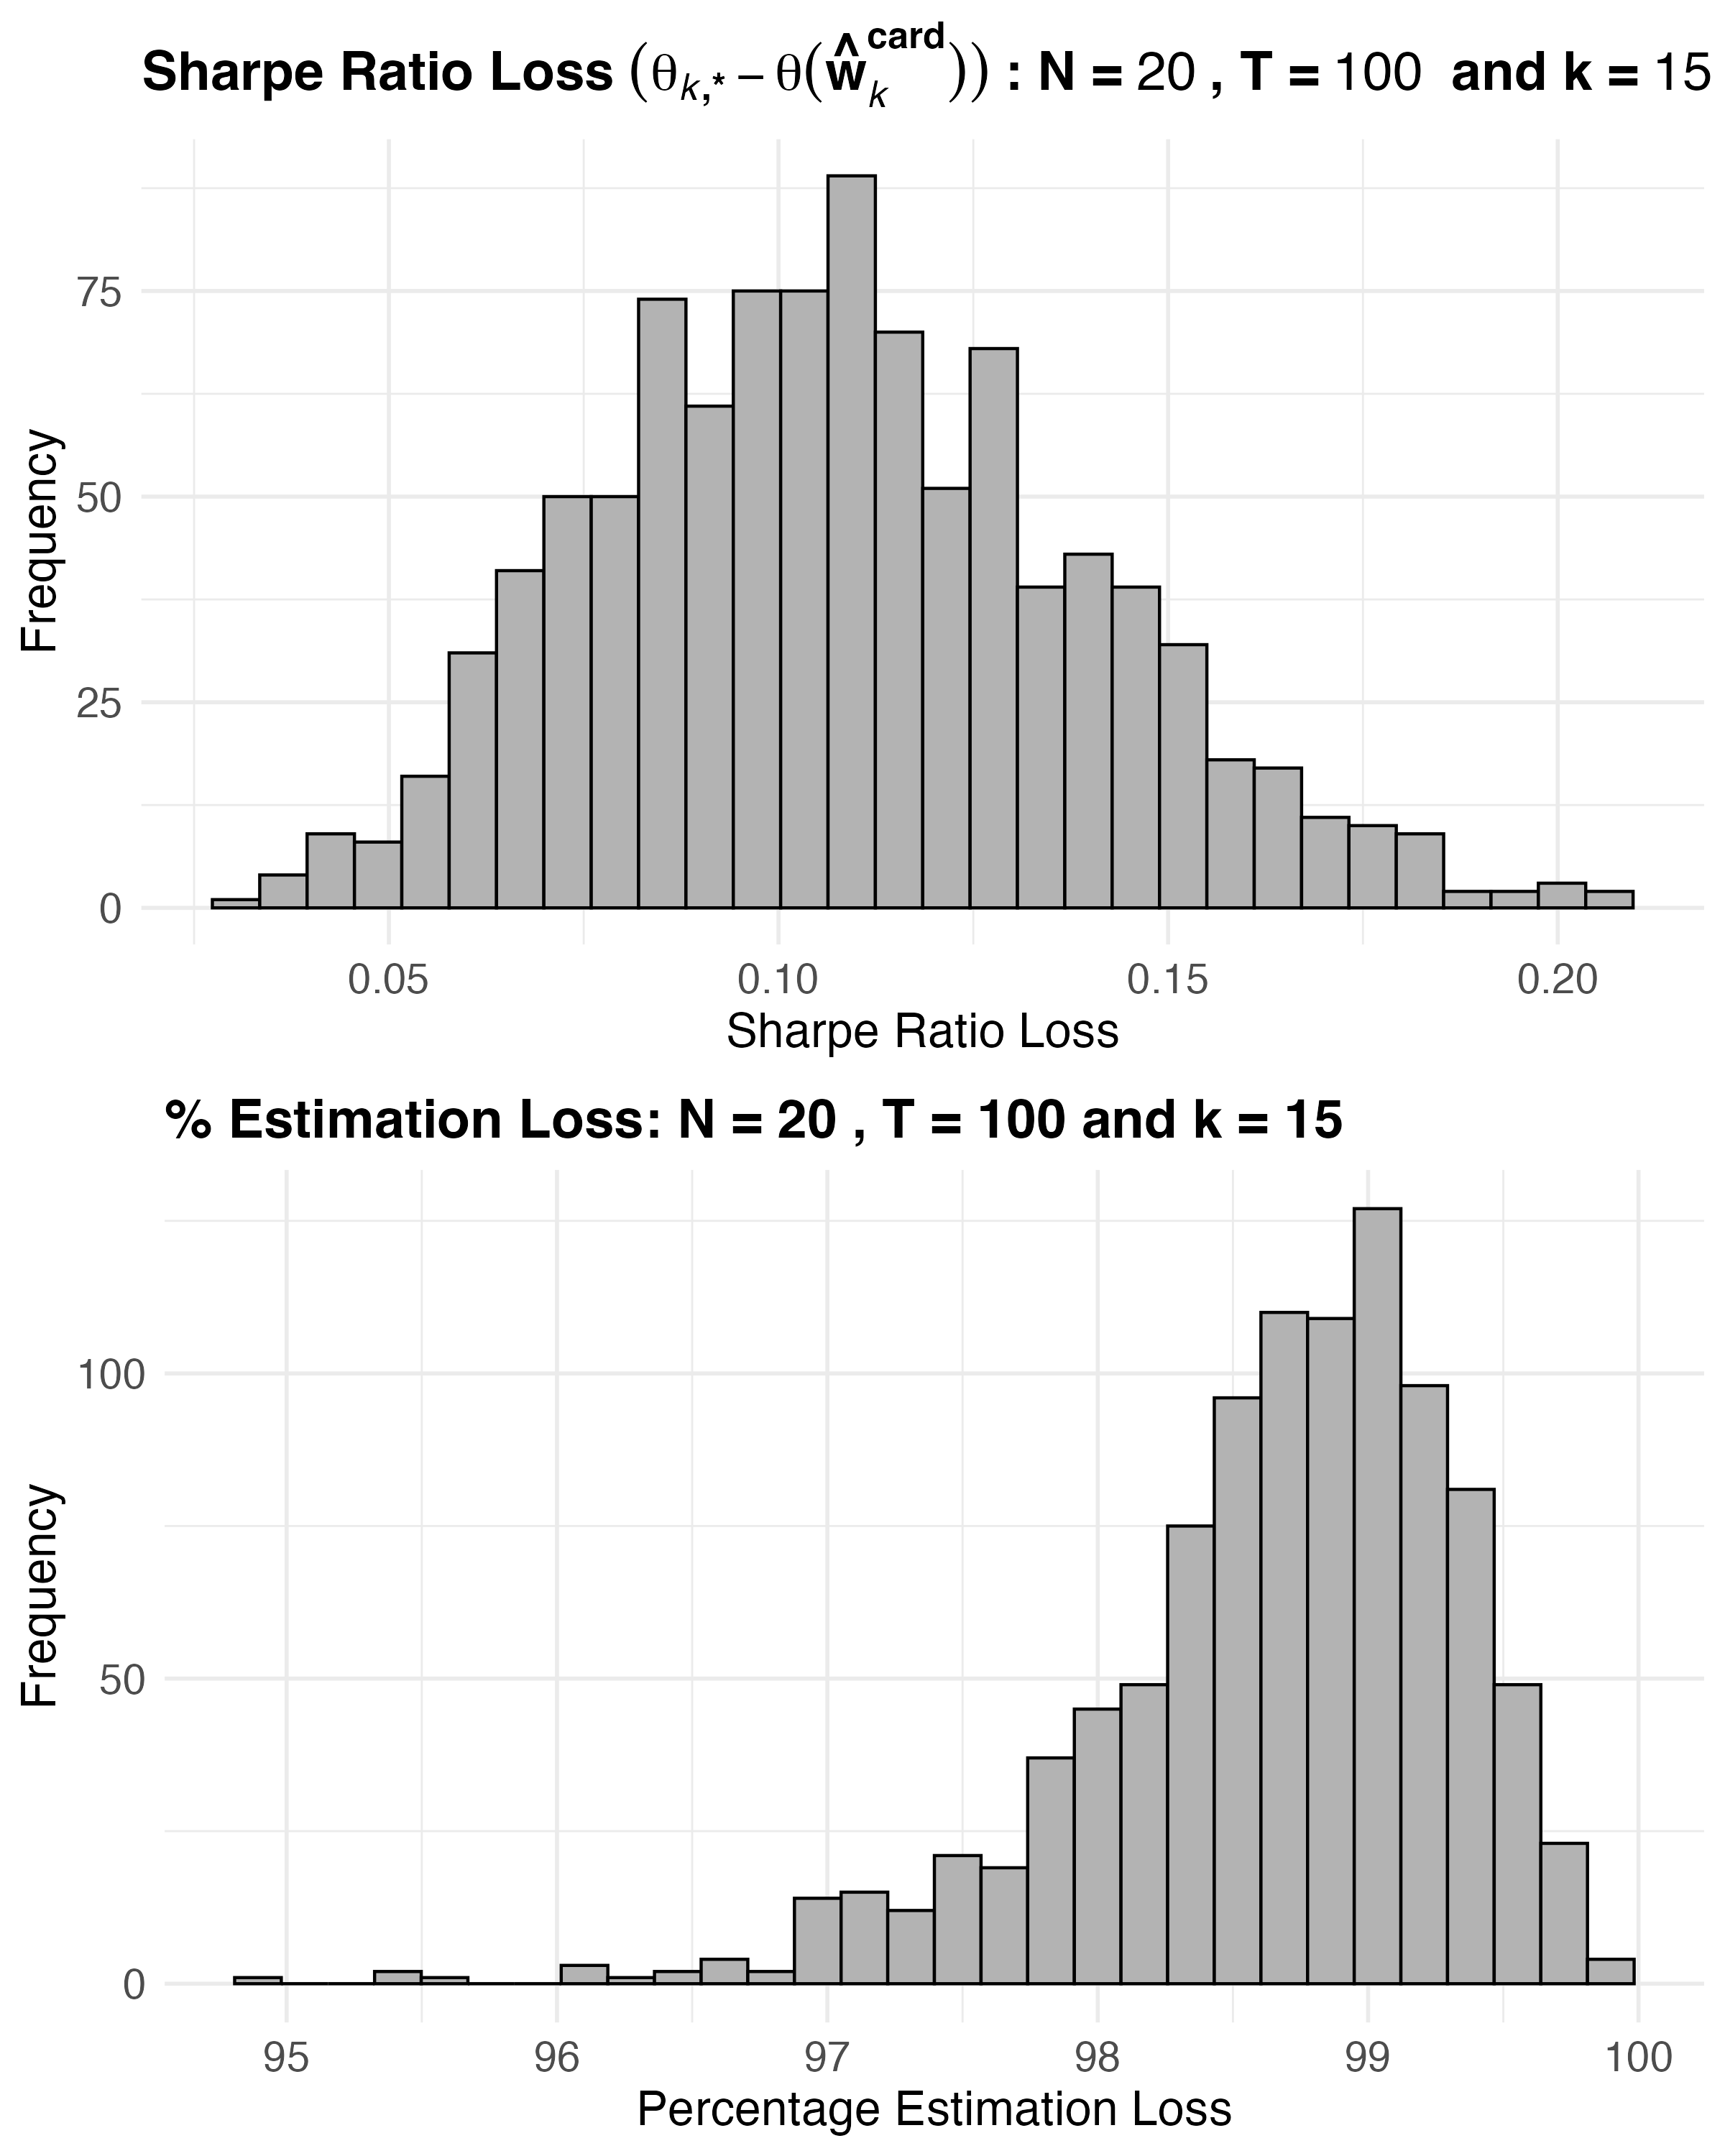 Sharpe Ratio Loss (θk,* − θ(ŵk^card)) : N = 20 , T = 100 and k = 15
75
50
25
0
Frequency
0.05 0.10 0.15 0.20
Sharpe Ratio Loss
% Estimation Loss: N = 20 , T = 100 and k = 15
100
50
0
Frequency
95 96 97 98 99 100
Percentage Estimation Loss